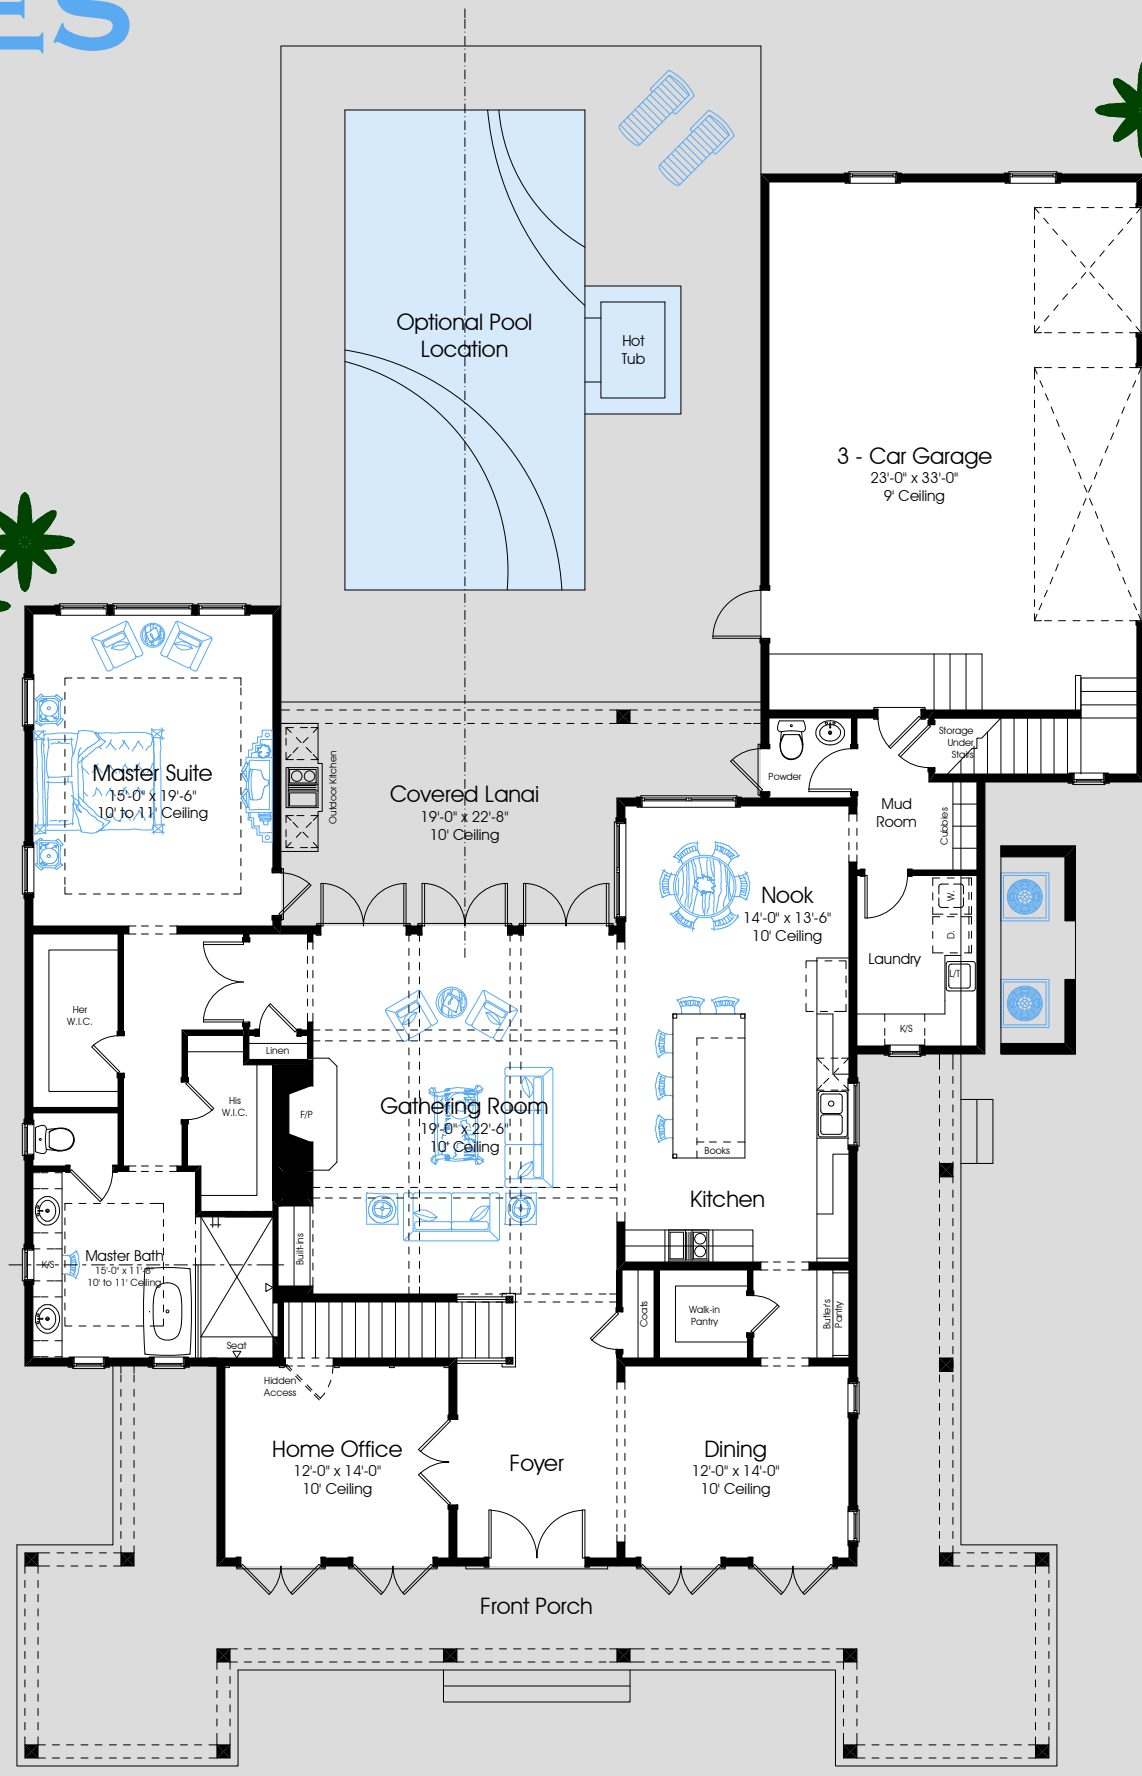 ES
Optional Pool
Location
Hot
Tub
3 - Car Garage
23'-0" x 33'-0"
9' Ceiling
Storage
Under
Stairs
Powder
Master Suite
15'-0" x 19'-6"
10' to 11' Ceiling
Outdoor Kitchen
Covered Lanai
19'-0" x 22'-8"
10' Ceiling
Mud
Room
Cubbies
Nook
14'-0" x 13'-6"
10' Ceiling
W.
D.
Laundry
L/T
K/S
Her
W.I.C.
Linen
His
W.I.C.
F/P
Gathering Room
19'-0" x 22'-6"
10' Ceiling
Books
Kitchen
Built-ins
Master Bath
15'-0" x 11'-6"
10' to 11' Ceiling
K/S
Seat
Coats
Walk-in
Pantry
Butler's
Pantry
Hidden
Access
Home Office
12'-0" x 14'-0"
10' Ceiling
Foyer
Dining
12'-0" x 14'-0"
10' Ceiling
Front Porch